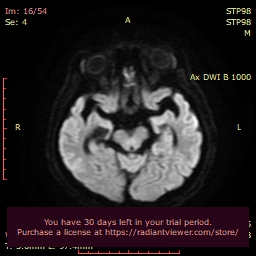 Im: 16/54
Se: 4
A
STP98
STP98
M
Ax DWI B 1000
R
L
You have 30 days left in your trial period.
Purchase a license at https://radiantviewer.com/store/